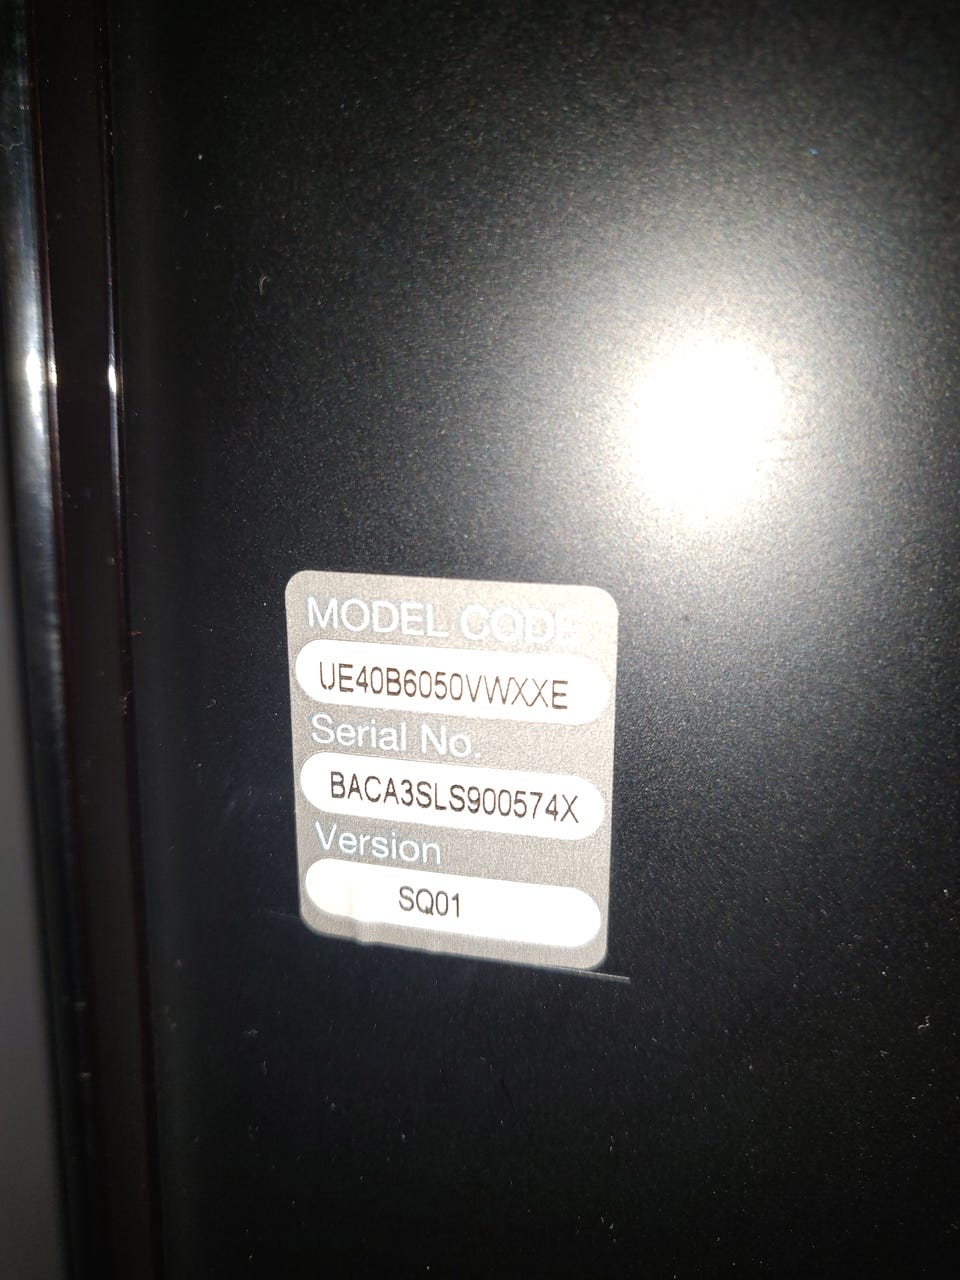 MODEL CODE
UE40B6050VWXXE
Serial No.
BACA3SLS900574X
Version
SQ01